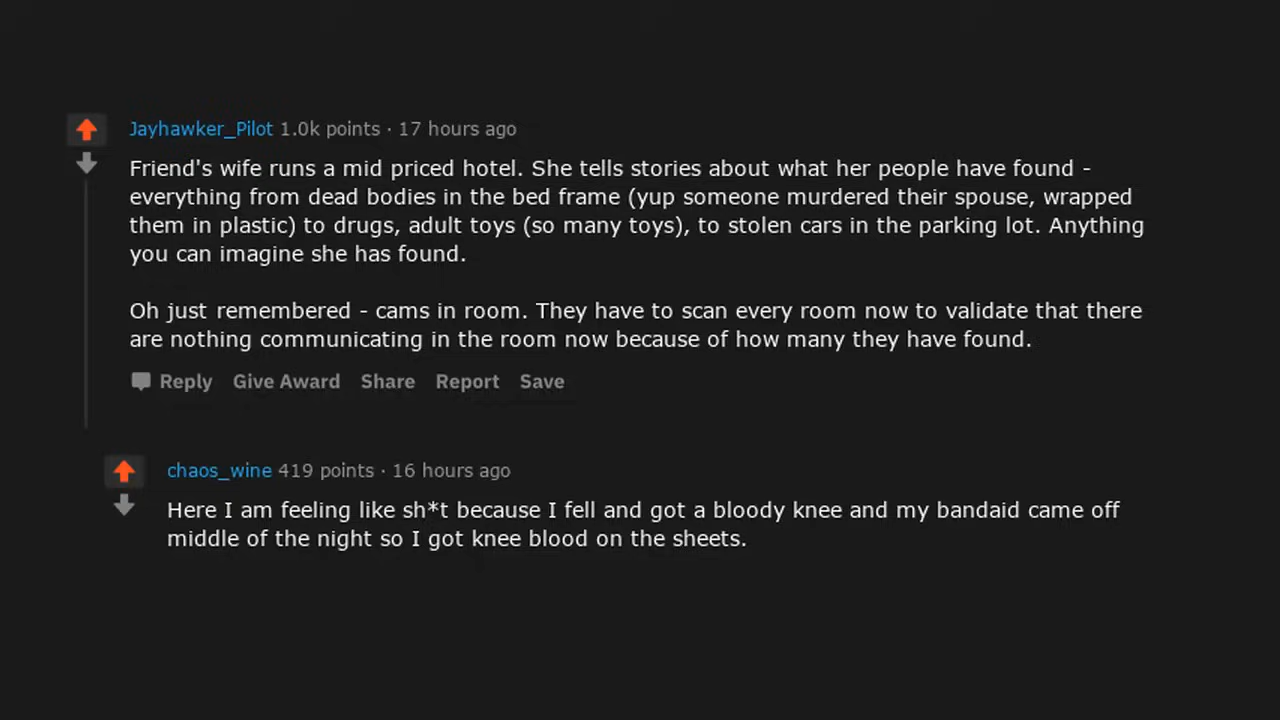 Jayhawker_Pilot 1.0k points · 17 hours ago
Friend's wife runs a mid priced hotel. She tells stories about what her people have found -
everything from dead bodies in the bed frame (yup someone murdered their spouse, wrapped
them in plastic) to drugs, adult toys (so many toys), to stolen cars in the parking lot. Anything
you can imagine she has found.
Oh just remembered - cams in room. They have to scan every room now to validate that there
are nothing communicating in the room now because of how many they have found.
Reply Give Award Share Report Save
chaos_wine 419 points · 16 hours ago
Here I am feeling like sh*t because I fell and got a bloody knee and my bandaid came off
middle of the night so I got knee blood on the sheets.